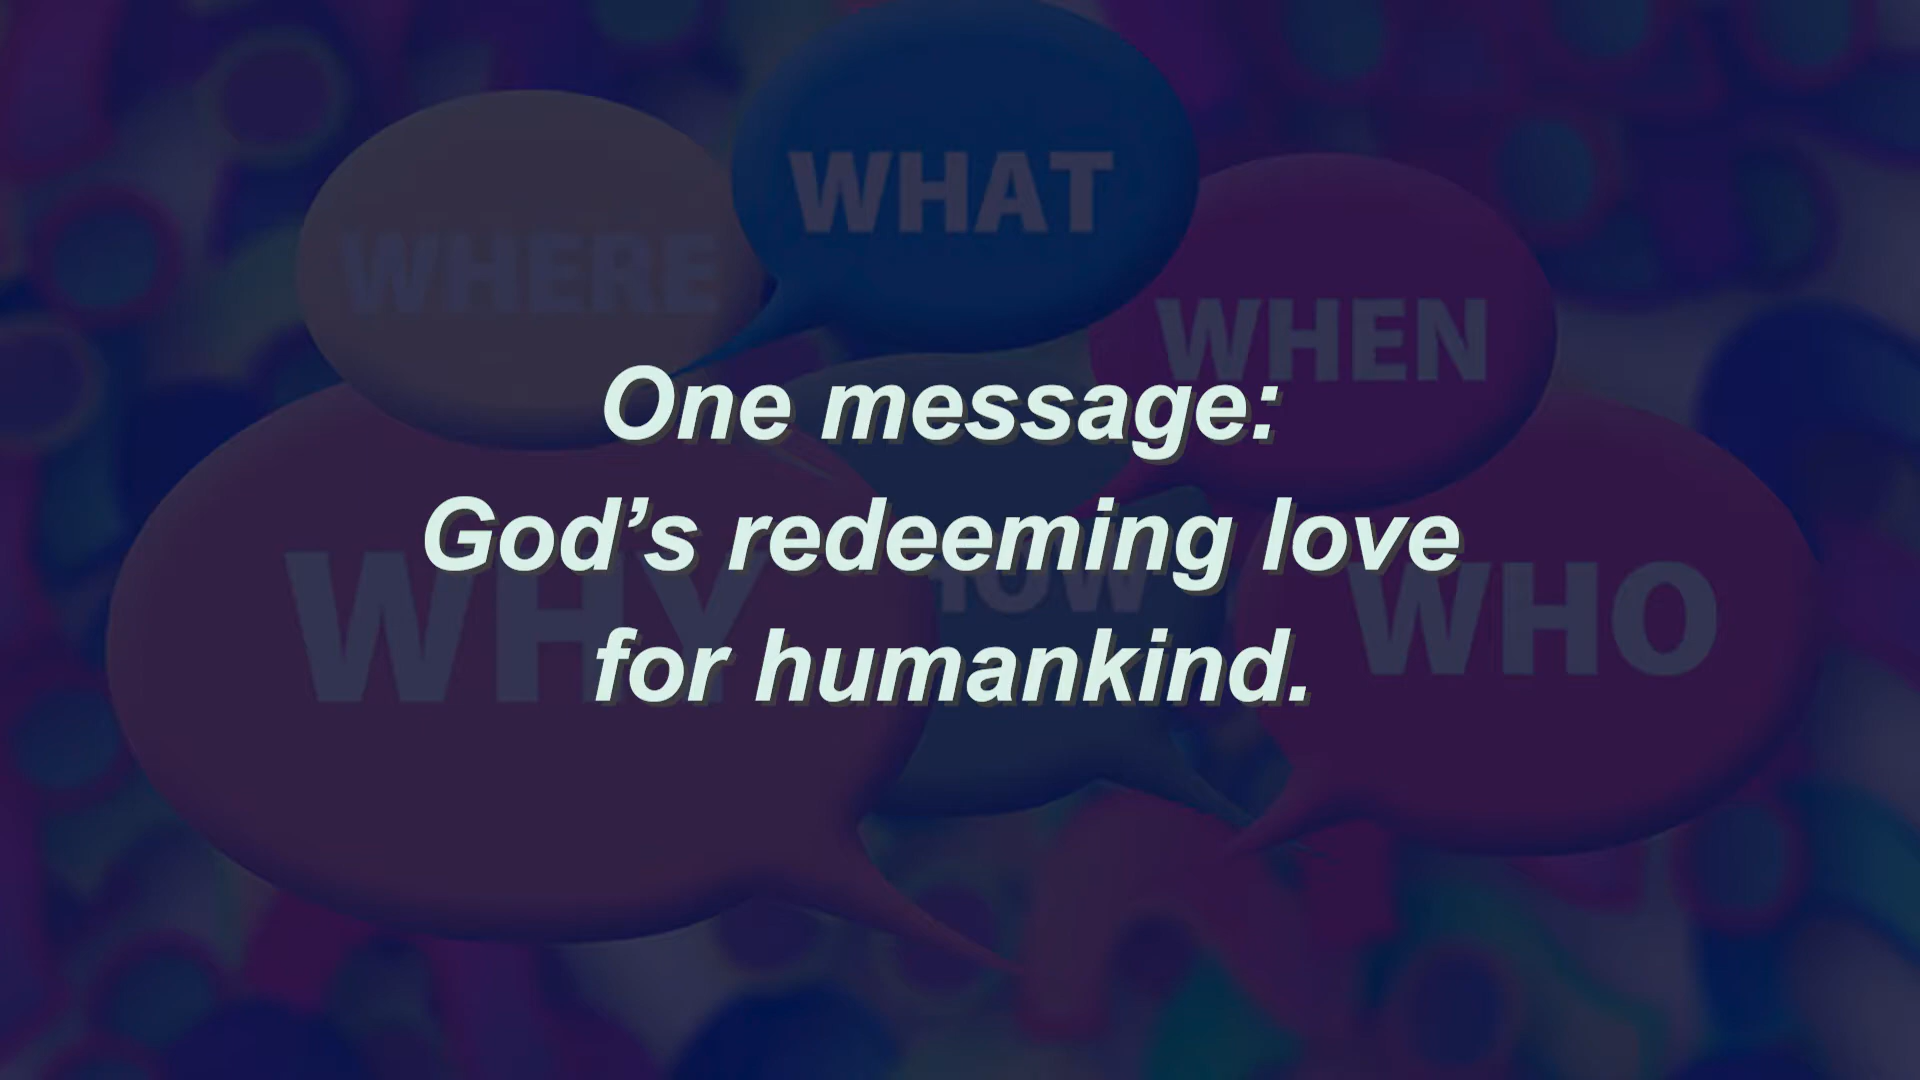 WHAT
WHERE
WHEN
One message:
God’s redeeming love
for humankind.
WHY
WHO